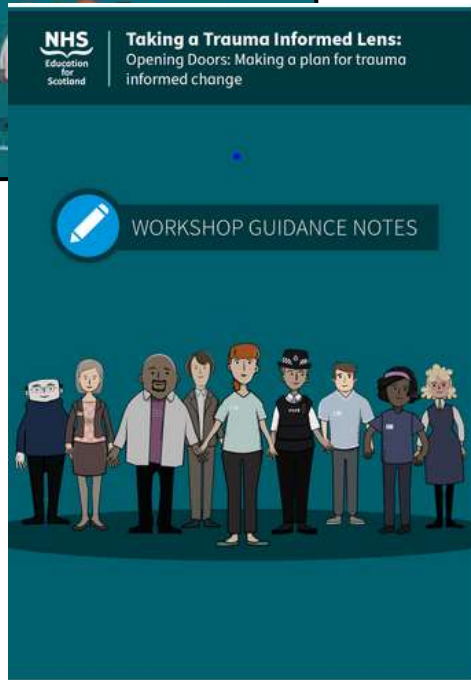 NHS
Education
for
Scotland
Taking a Trauma Informed Lens:
Opening Doors: Making a plan for trauma
informed change
WORKSHOP GUIDANCE NOTES